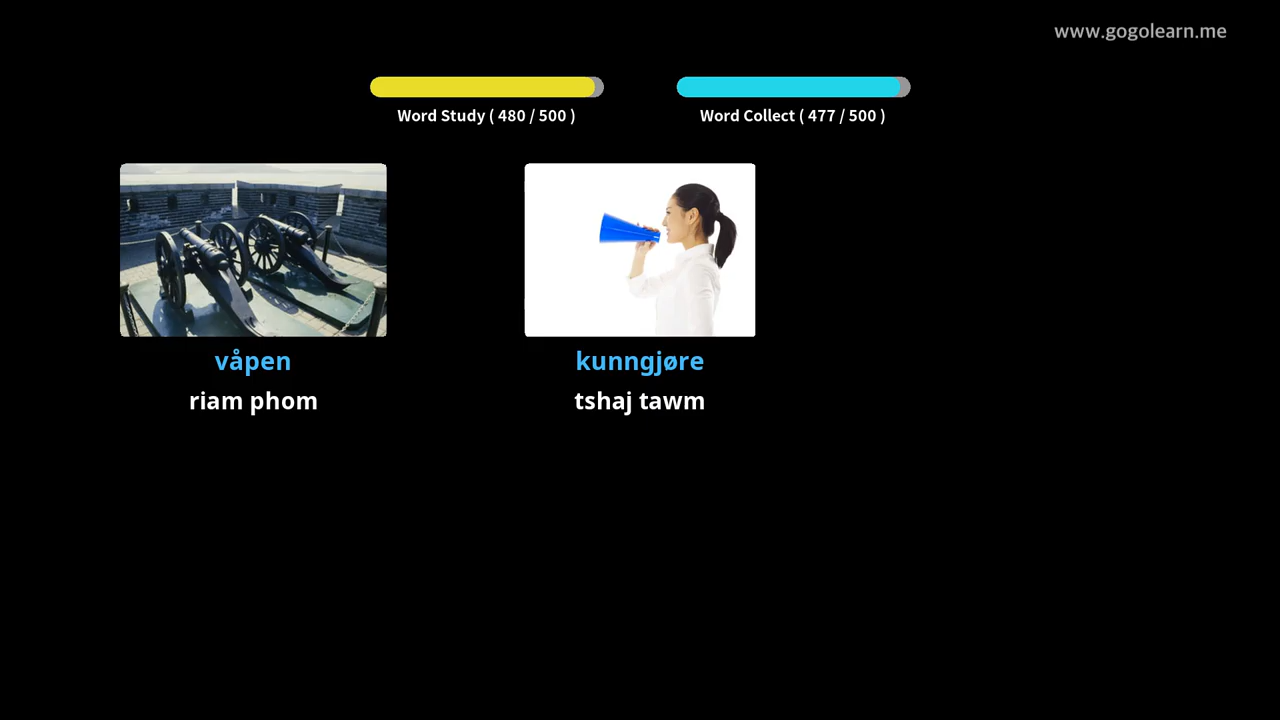 www.gogolearn.me
Word Study ( 480 / 500 )
Word Collect ( 477 / 500 )
våpen
riam phom
kunngjøre
tshaj tawm